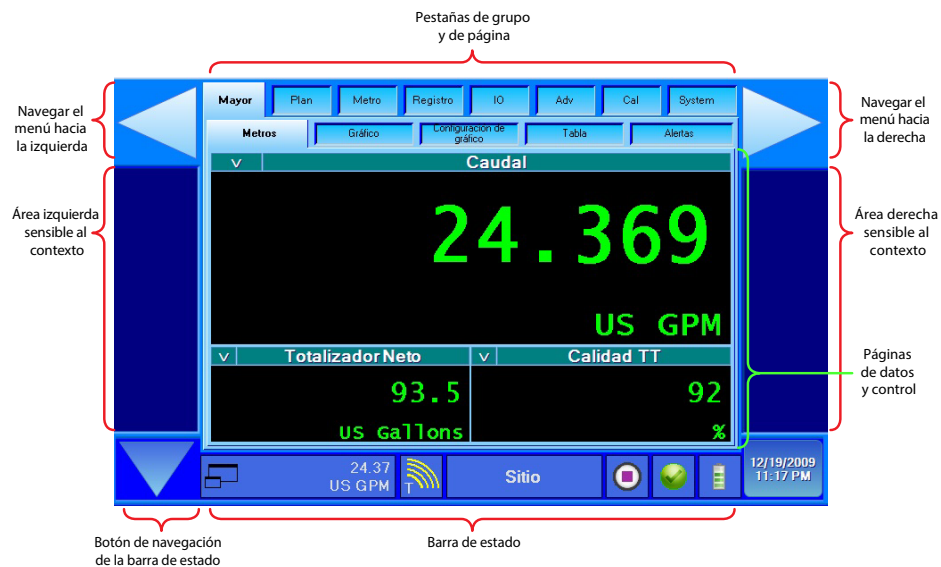 Pestañas de grupo
y de página
Navegar el
menú hacia
la izquierda
Mayor
Plan
Metro
Registro
IO
Adv
Cal
System
Navegar el
menú hacia
la derecha
Metros
Gráfico
Configuración de
gráfico
Tabla
Alertas
v
Caudal
24.369
US GPM
Área izquierda
sensible al
contexto
Área derecha
sensible al
contexto
v
Totalizador Neto
v
Calidad TT
93.5
US Gallons
92
%
Páginas
de datos
y control
24.37
US GPM
T
Sitio
12/19/2009
11:17 PM
Botón de navegación
de la barra de estado
Barra de estado